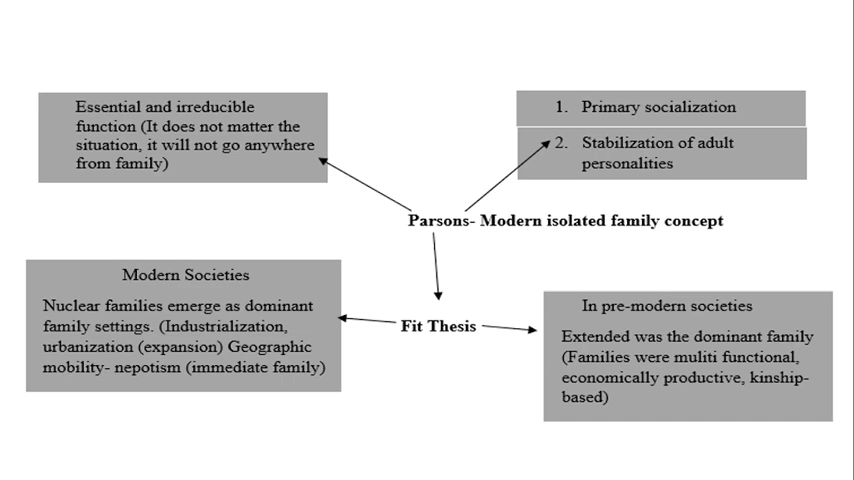 Essential and irreducible
function (It does not matter the
situation, it will not go anywhere
from family)
1. Primary socialization
2. Stabilization of adult
personalities
Parsons- Modern isolated family concept
Modern Societies
Nuclear families emerge as dominant
family settings. (Industrialization,
urbanization (expansion) Geographic
mobility- nepotism (immediate family)
Fit Thesis
In pre-modern societies
Extended was the dominant family
(Families were muliti functional,
economically productive, kinship-
based)